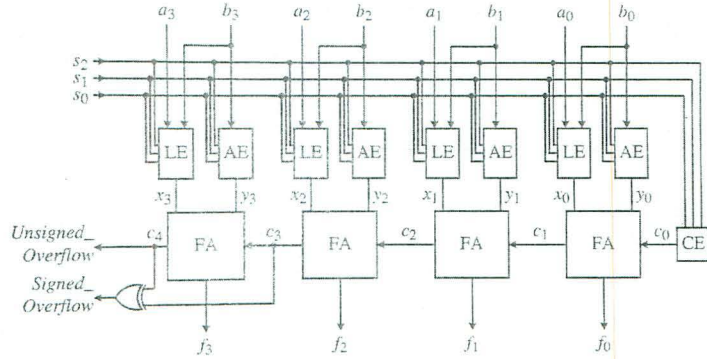 a₃ b₃ a₂ b₂ a₁ b₁ a₀ b₀
s₂
s₁
s₀
LE AE LE AE LE AE LE AE
x₃ y₃ x₂ y₂ x₁ y₁ x₀ y₀
Unsigned_
Overflow
c₄ FA c₃ FA c₂ FA c₁ FA c₀ CE
Signed_
Overflow
f₃ f₂ f₁ f₀